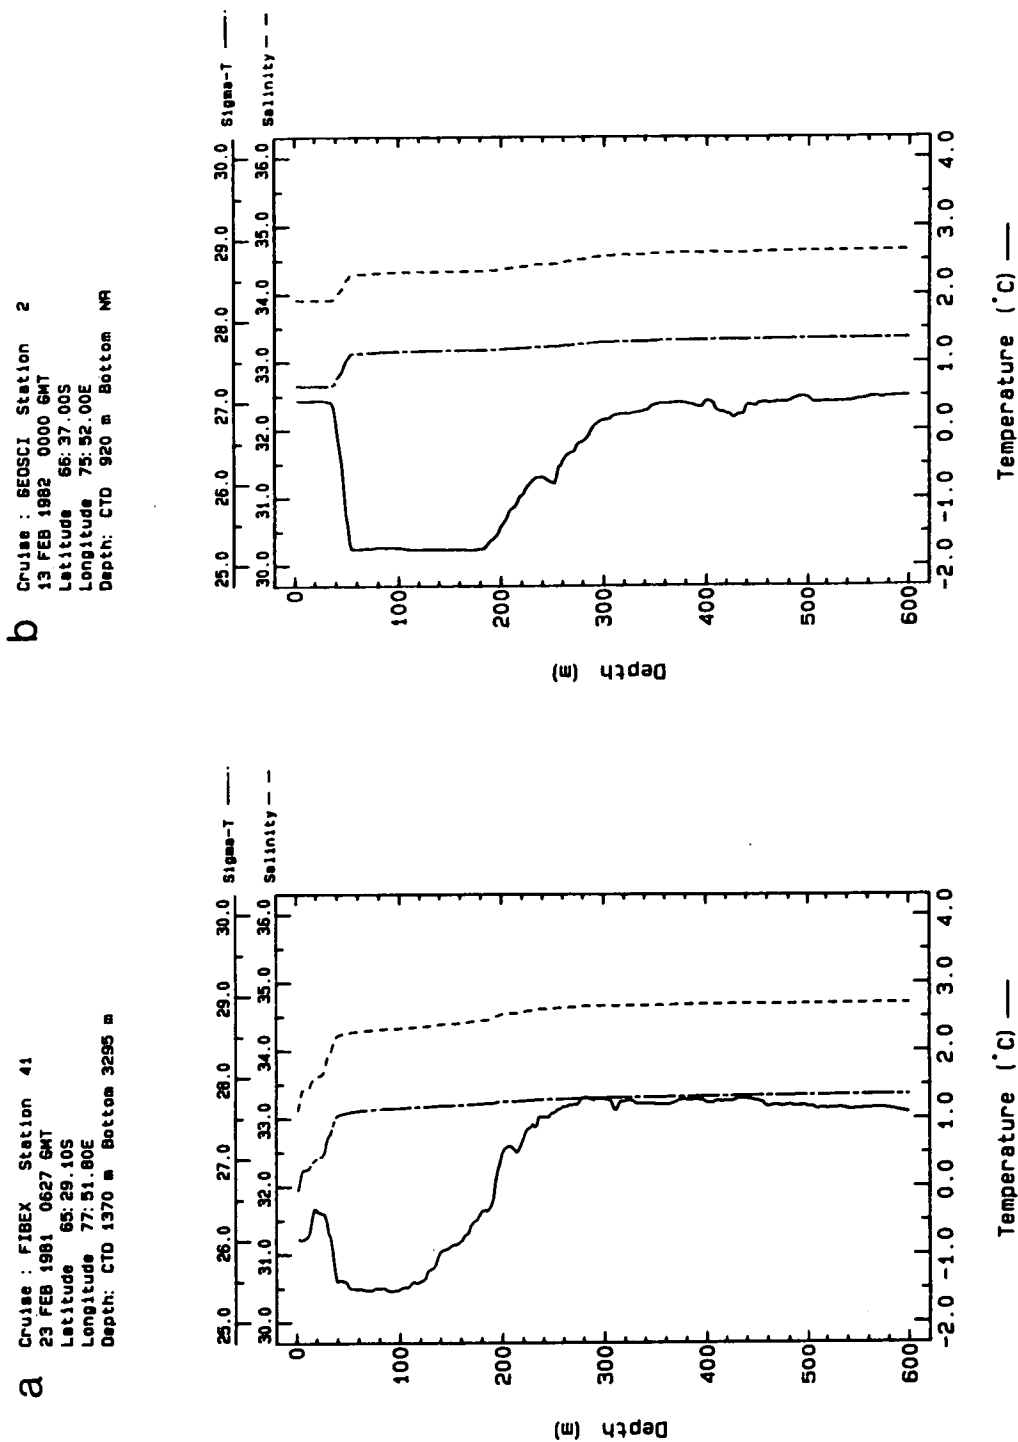 a
Cruise : FIBEX Station 41
23 FEB 1981 0627 GMT
Latitude 65:29.10S
Longitude 77:51.80E
Depth: CTD 1370 m Bottom 3295 m
25.0 26.0 27.0 28.0 29.0 30.0 Sigma-T
30.0 31.0 32.0 33.0 34.0 35.0 36.0 Salinity
0
100
200
300
400
500
600
Depth (m)
-2.0 -1.0 0.0 1.0 2.0 3.0 4.0
Temperature (°C)
b
Cruise : GEOSCI Station 2
13 FEB 1982 0000 GMT
Latitude 66:37.00S
Longitude 75:52.00E
Depth: CTD 920 m Bottom NA
25.0 26.0 27.0 28.0 29.0 30.0 Sigma-T
30.0 31.0 32.0 33.0 34.0 35.0 36.0 Salinity
0
100
200
300
400
500
600
Depth (m)
-2.0 -1.0 0.0 1.0 2.0 3.0 4.0
Temperature (°C)